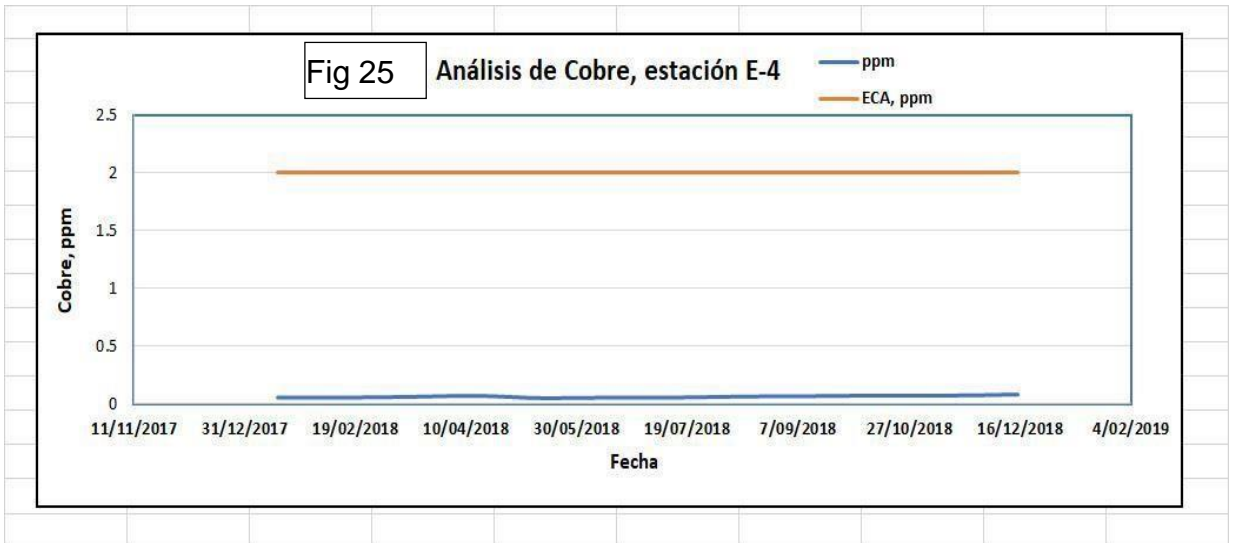 Fig 25
Análisis de Cobre, estación E-4
ppm
ECA, ppm
2.5
2
1.5
1
0.5
0
Cobre, ppm
11/11/2017 31/12/2017 19/02/2018 10/04/2018 30/05/2018 19/07/2018 7/09/2018 27/10/2018 16/12/2018 4/02/2019
Fecha